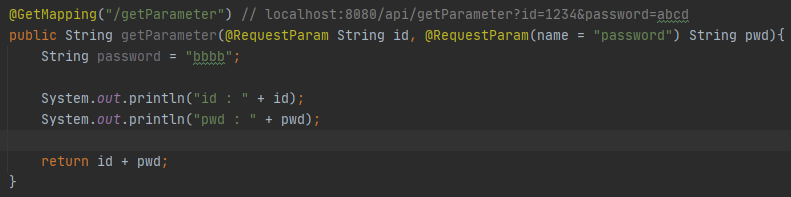 @GetMapping("/getParameter") // localhost:8080/api/getParameter?id=1234&password=abcd
public String getParameter(@RequestParam String id, @RequestParam(name = "password") String pwd){
String password = "bbbb";
System.out.println("id : " + id);
System.out.println("pwd : " + pwd);
return id + pwd;
}